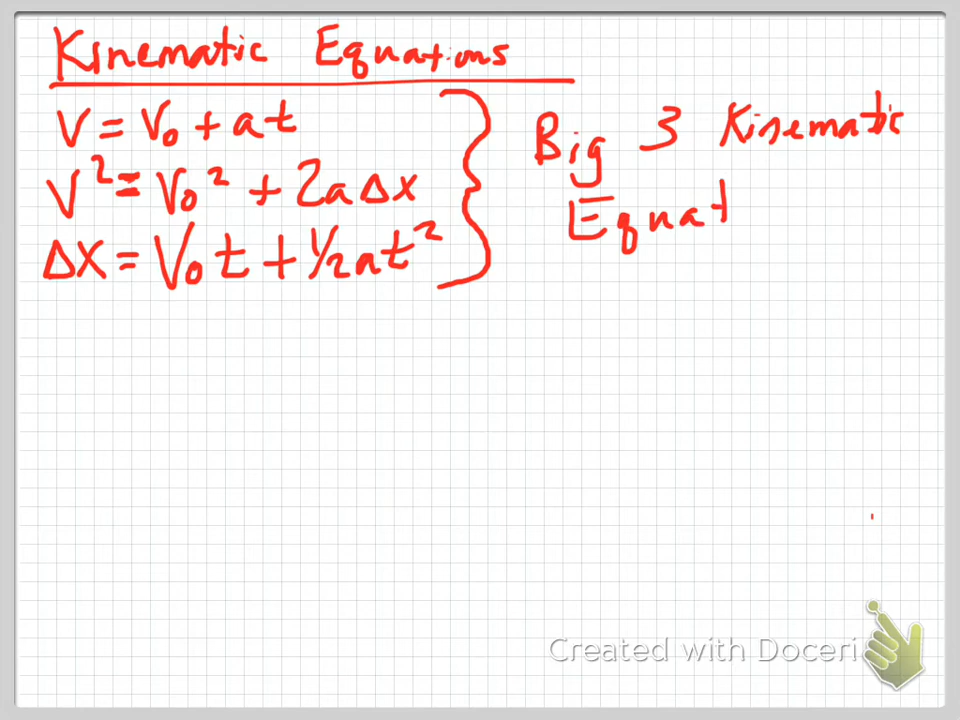 Kinematic Equations
V = V₀ + at
V² = V₀² + 2aΔx
Δx = V₀t + 1/2at²
Big 3 Kinematic
Equat
Created with Doceri